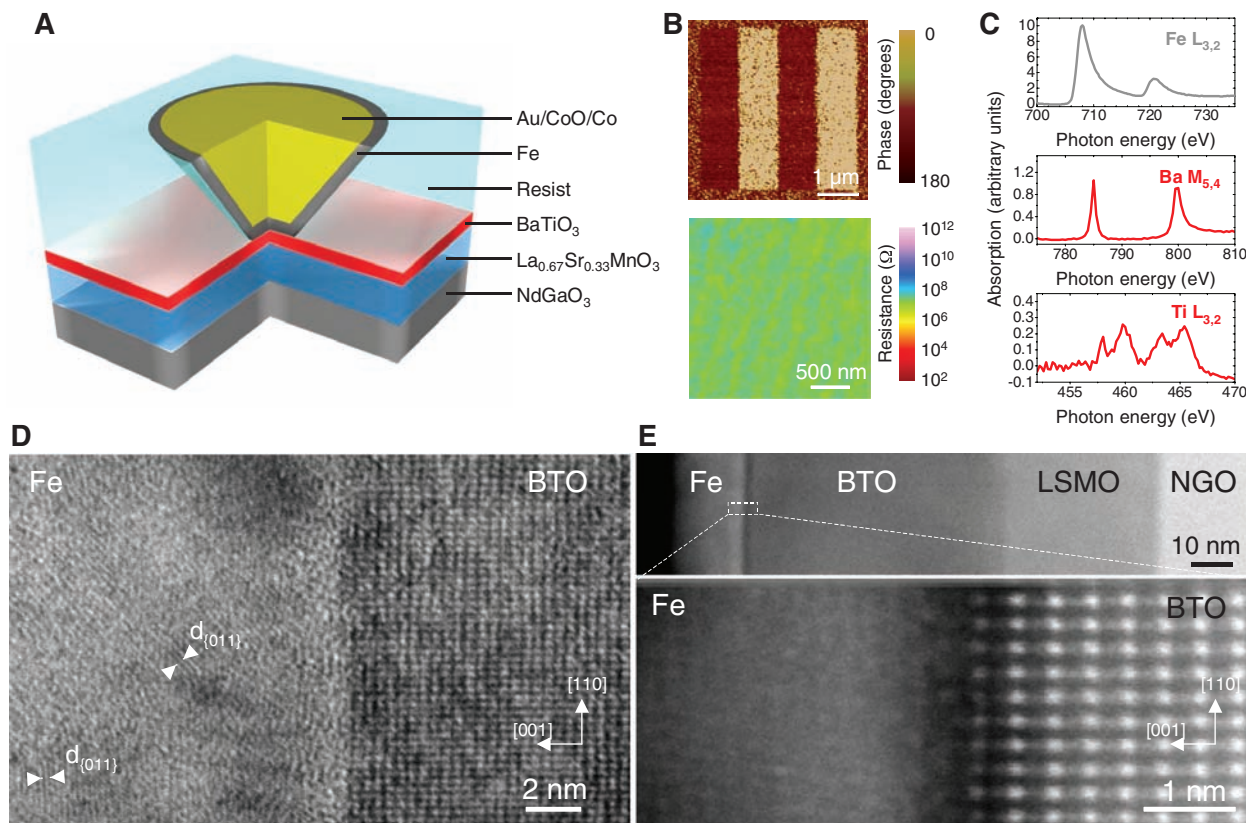 A
Au/CoO/Co
Fe
Resist
BaTiO3
La0.67Sr0.33MnO3
NdGaO3
B
0
Phase (degrees)
180
1 µm
10^12
10^10
10^8
10^6
10^4
10^2
Resistance (Ω)
500 nm
C
Absorption (arbitrary units)
10
8
6
4
2
0
Fe L3,2
700 710 720 730
Photon energy (eV)
1.2
0.8
0.4
0.0
Ba M5,4
780 790 800 810
Photon energy (eV)
0.4
0.3
0.2
0.1
0.0
-0.1
Ti L3,2
455 460 465 470
Photon energy (eV)
D
Fe BTO
d{011}
d{011}
[110]
[001]
2 nm
E
Fe BTO LSMO NGO
10 nm
Fe BTO
[110]
[001]
1 nm